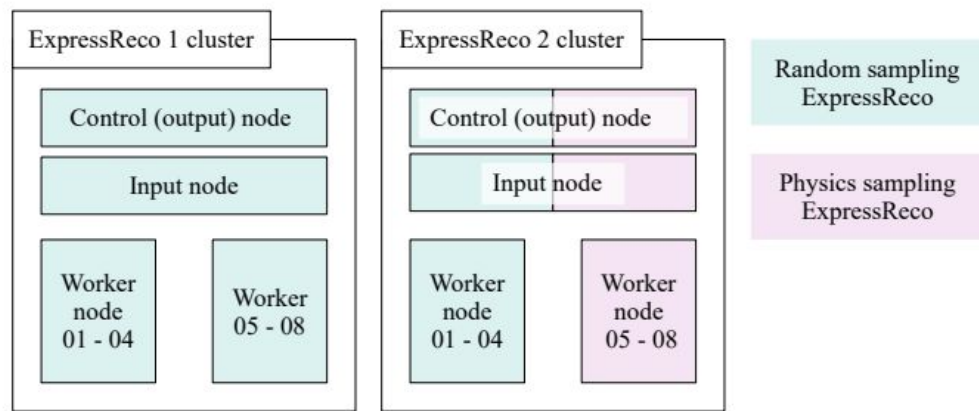 ExpressReco 1 cluster
Control (output) node
Input node
Worker
node
01 - 04
Worker
05 - 08
ExpressReco 2 cluster
Control (output) node
Input node
Worker
node
01 - 04
Worker
node
05 - 08
Random sampling
ExpressReco
Physics sampling
ExpressReco